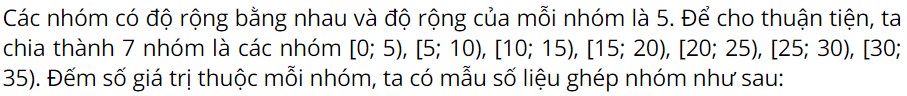 Các nhóm có độ rộng bằng nhau và độ rộng của mỗi nhóm là 5. Để cho thuận tiện, ta
chia thành 7 nhóm là các nhóm [0; 5), [5; 10), [10; 15), [15; 20), [20; 25), [25; 30), [30;
35). Đếm số giá trị thuộc mỗi nhóm, ta có mẫu số liệu ghép nhóm như sau: